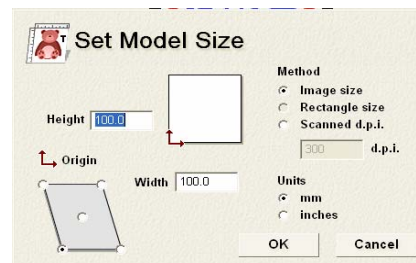 T
Set Model Size
Method
Image size
Rectangle size
Scanned d.p.i.
300 d.p.i.
Height 100.0
Origin
Width 100.0
Units
mm
inches
OK Cancel